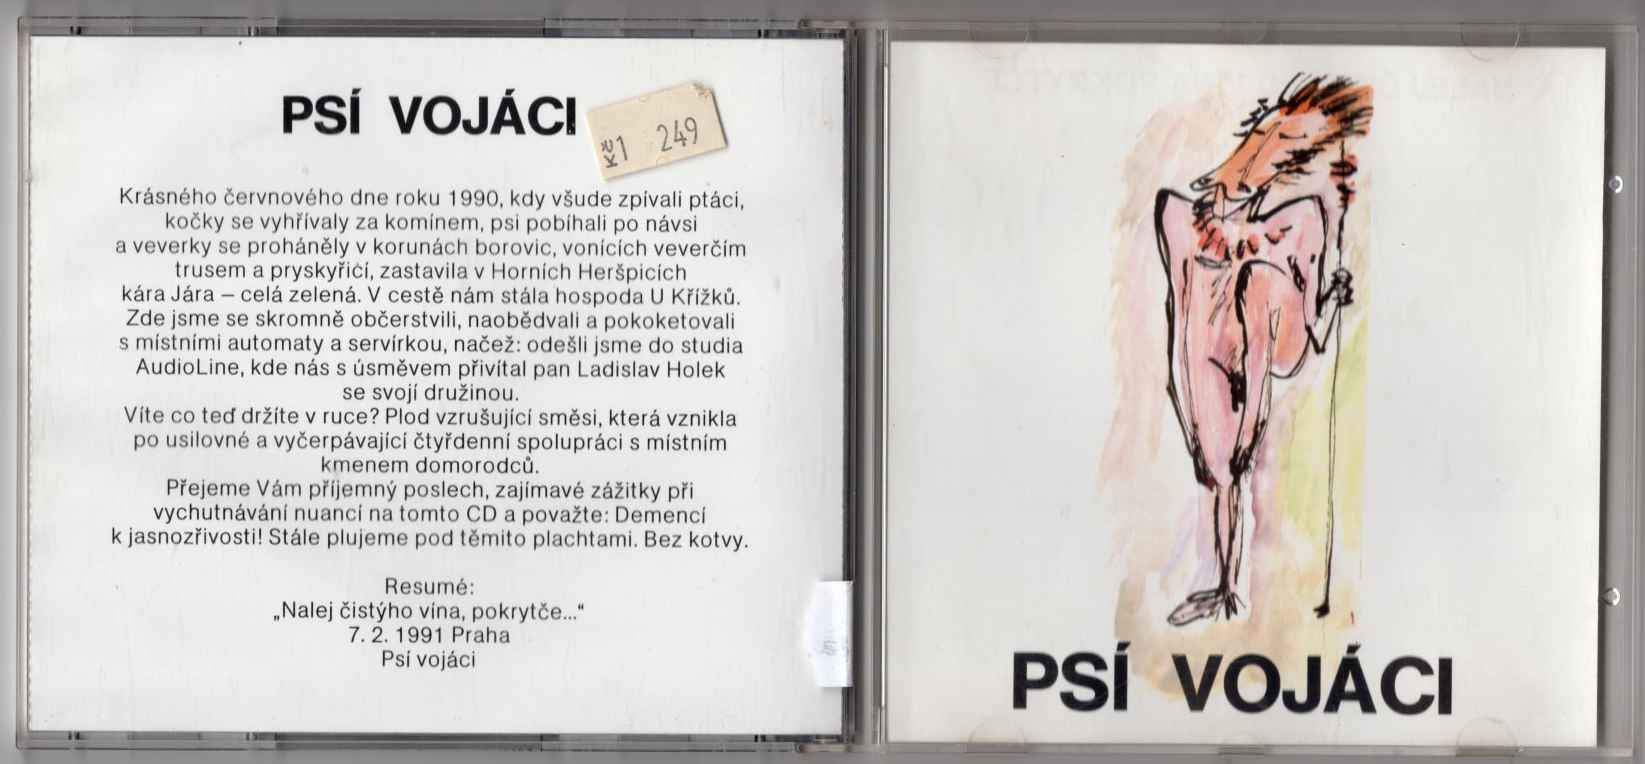 PSÍ VOJÁCI
Kčs 1 249
Krásného červnového dne roku 1990, kdy všude zpívali ptáci,
kočky se vyhřívaly za komínem, psi pobíhali po návsi
a veverky se proháněly v korunách borovic, vonících veverčím
trusem a pryskyřicí, zastavila v Horních Heršpicích
kára Jára – celá zelená. V cestě nám stála hospoda U Křížků.
Zde jsme se skromně občerstvili, naobědvali a pokoketovali
s místními automaty a servírkou, načež: odešli jsme do studia
AudioLine, kde nás s úsměvem přivítal pan Ladislav Holek
se svojí družinou.
Víte co teď držíte v ruce? Plod vzrušující směsi, která vznikla
po usilovné a vyčerpávající čtyřdenní spolupráci s místním
kmenem domorodců.
Přejeme Vám příjemný poslech, zajímavé zážitky při
vychutnávání nuancí na tomto CD a považte: Demencí
k jasnozřivosti! Stále plujeme pod těmito plachtami. Bez kotvy.
Resumé:
„Nalej čistýho vína, pokrytče...“
7. 2. 1991 Praha
Psí vojáci
PSÍ VOJÁCI